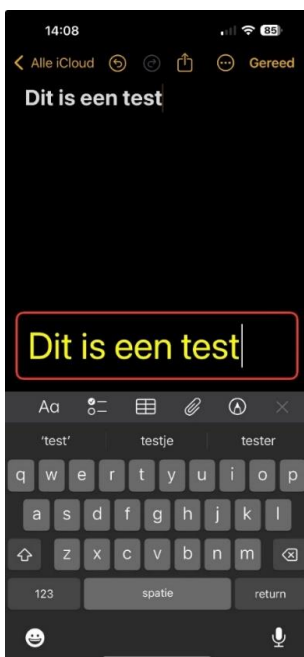 14:08
85
Alle iCloud
Gereed
Dit is een test
Dit is een test
Aa
'test' testje tester
q w e r t y u i o p
a s d f g h j k l
z x c v b n m
123 spatie return